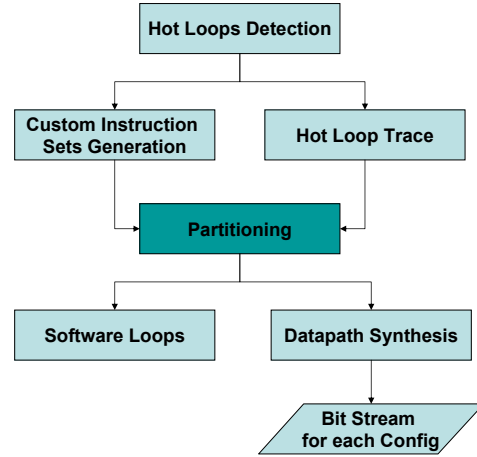 Hot Loops Detection
Custom Instruction
Sets Generation
Hot Loop Trace
Partitioning
Software Loops
Datapath Synthesis
Bit Stream
for each Config